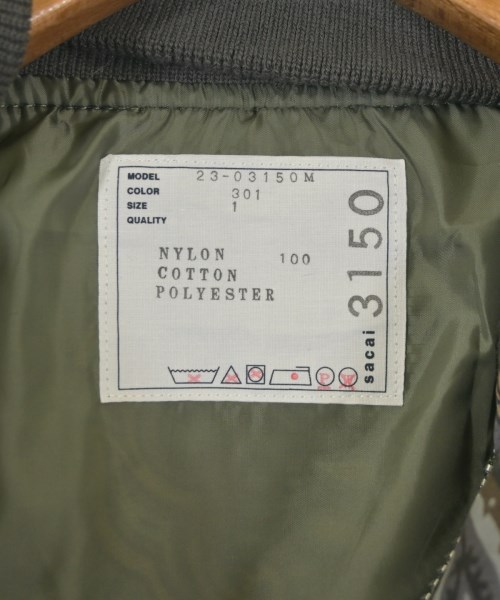 MODEL 23-03150M
COLOR 301
SIZE 1
QUALITY
NYLON 100
COTTON
POLYESTER
sacai 3150
P
W